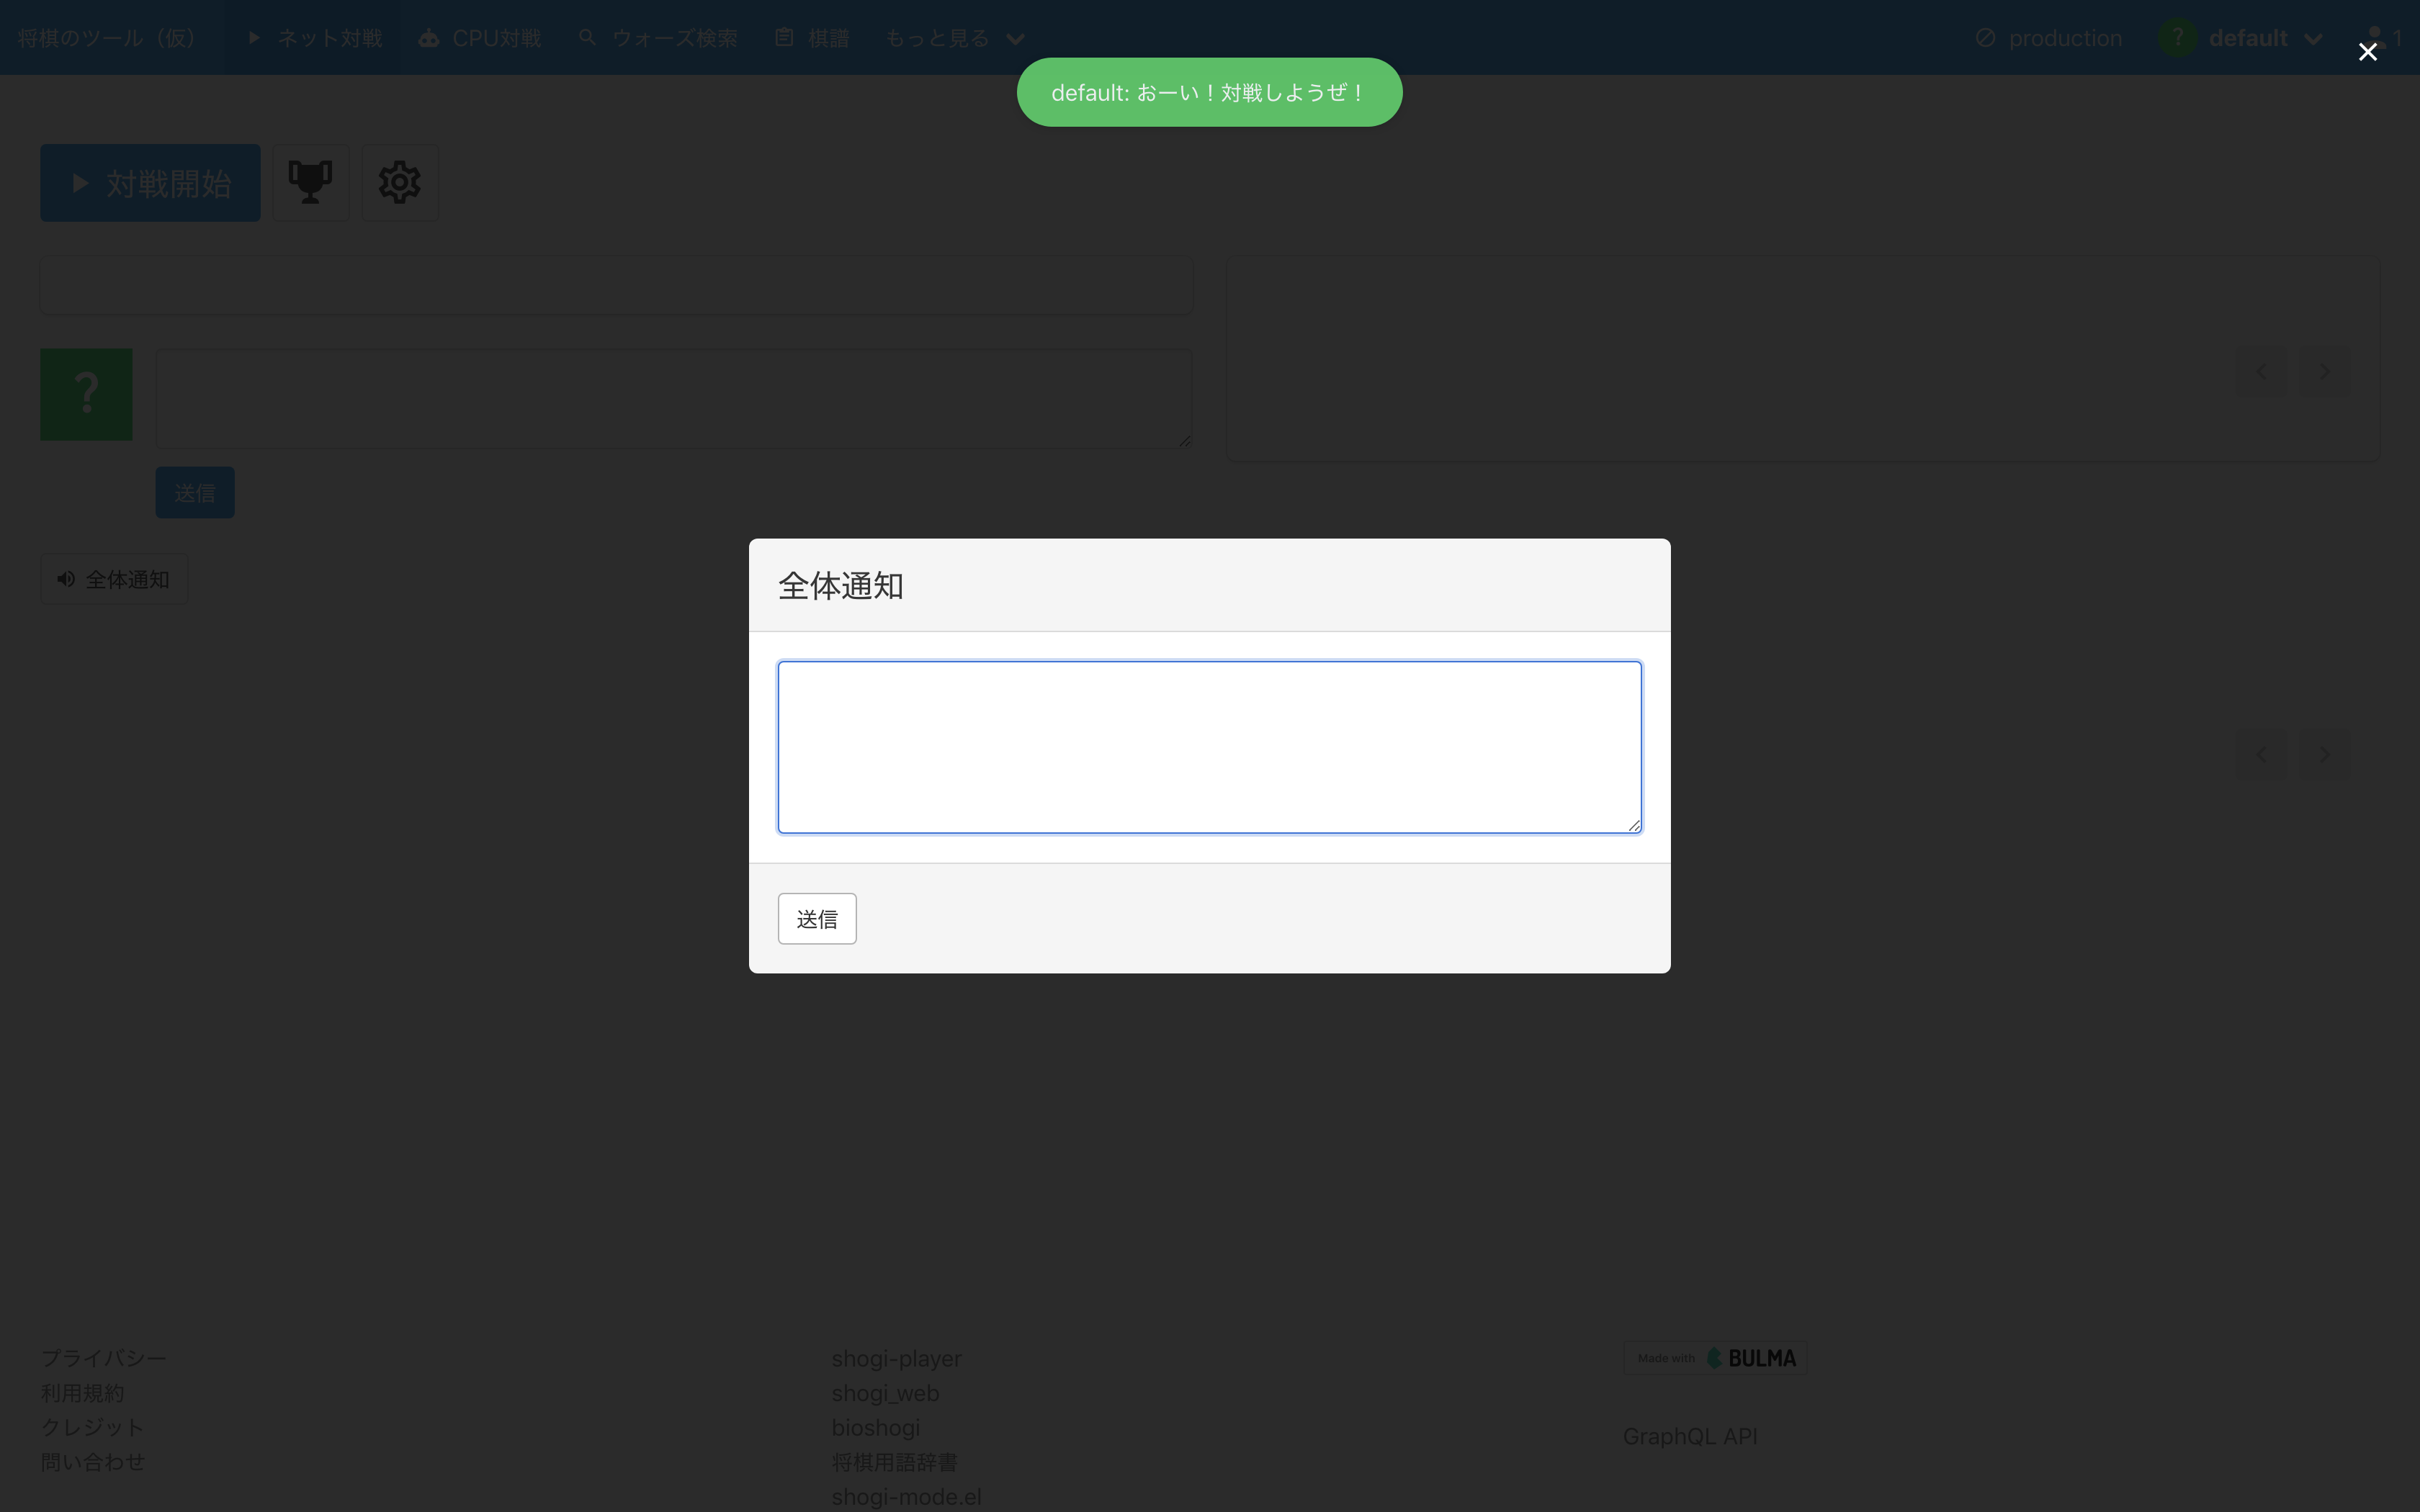 将棋のツール（仮） ネット対戦 CPU対戦 ウォーズ検索 棋譜 もっと見る production ? default 1
default: おーい！対戦しようぜ！
対戦開始
?
送信
全体通知
全体通知
送信
プライバシー
利用規約
クレジット
問い合わせ
shogi-player
shogi_web
bioshogi
将棋用語辞書
shogi-mode.el
Made with BULMA
GraphQL API